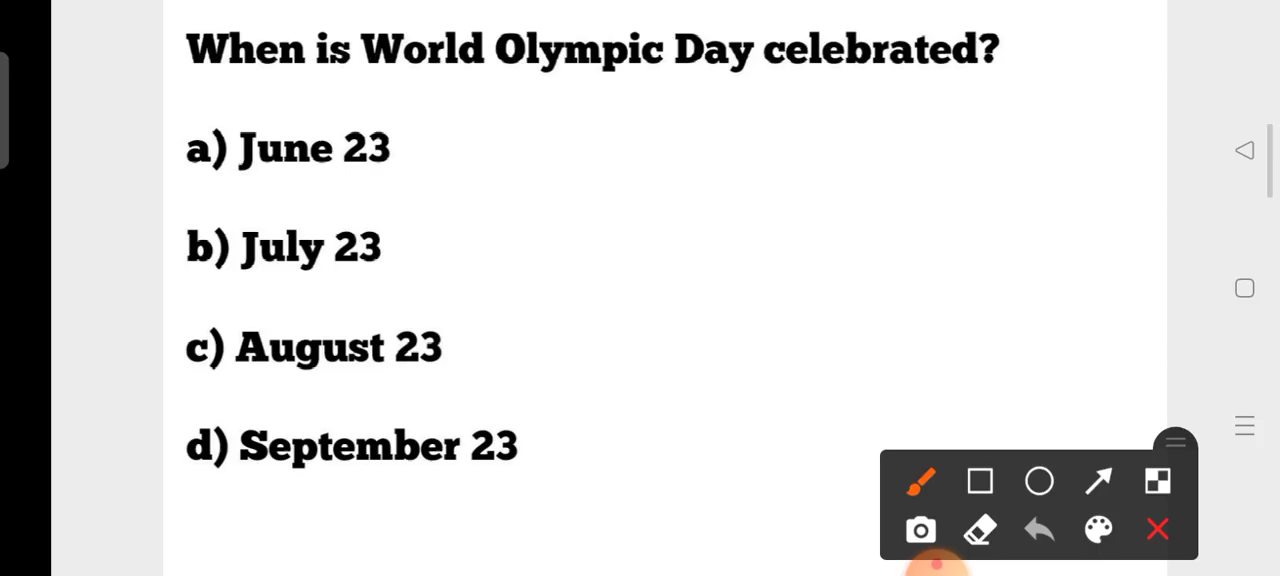 When is World Olympic Day celebrated?
a) June 23
b) July 23
c) August 23
d) September 23